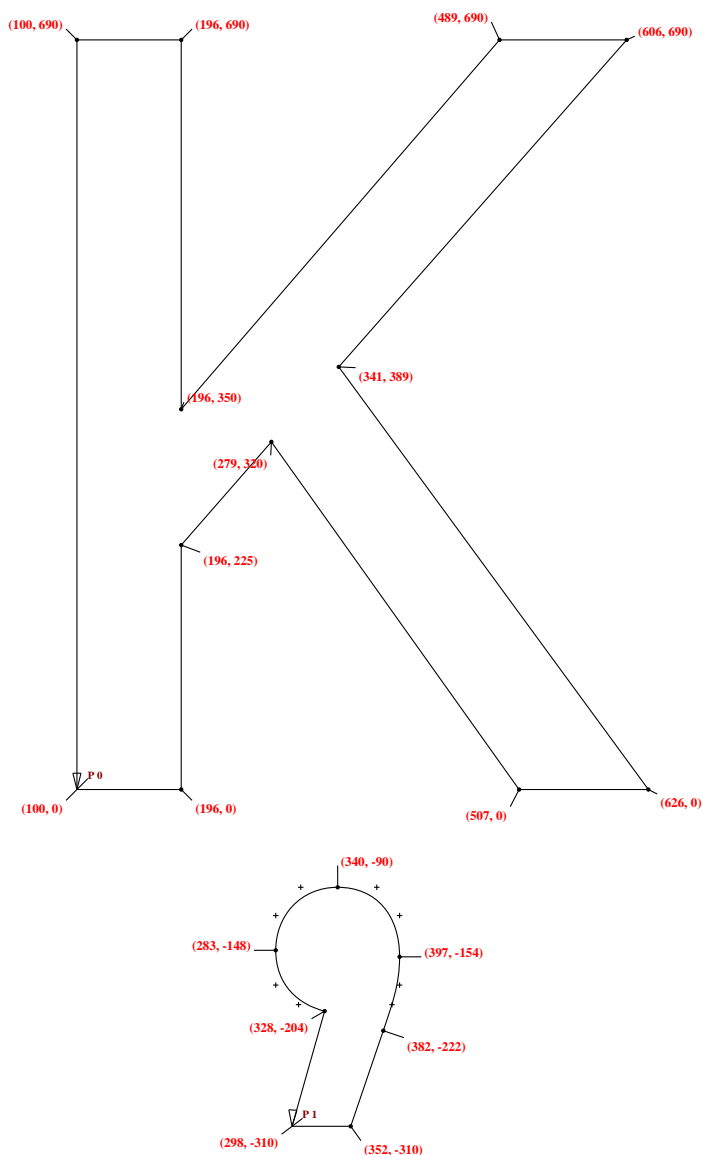 (100, 690) (196, 690) (489, 690) (606, 690)
(196, 350) (341, 389)
(279, 320)
(196, 225)
P 0
(100, 0) (196, 0) (507, 0) (626, 0)
(340, -90)
(283, -148) (397, -154)
(328, -204) (382, -222)
P 1
(298, -310) (352, -310)